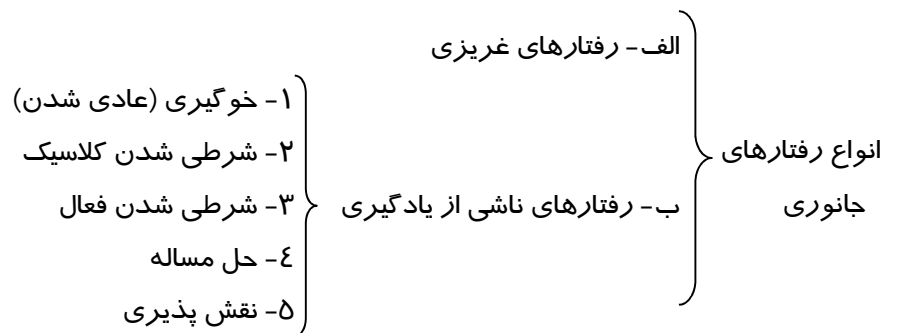 انواع رفتارهای
جانوری
الف- رفتارهای غریزی
ب- رفتارهای ناشی از یادگیری
۱- خوگیری (عادی شدن)
۲- شرطی شدن کلاسیک
۳- شرطی شدن فعال
٤- حل مساله
۵- نقش پذیری